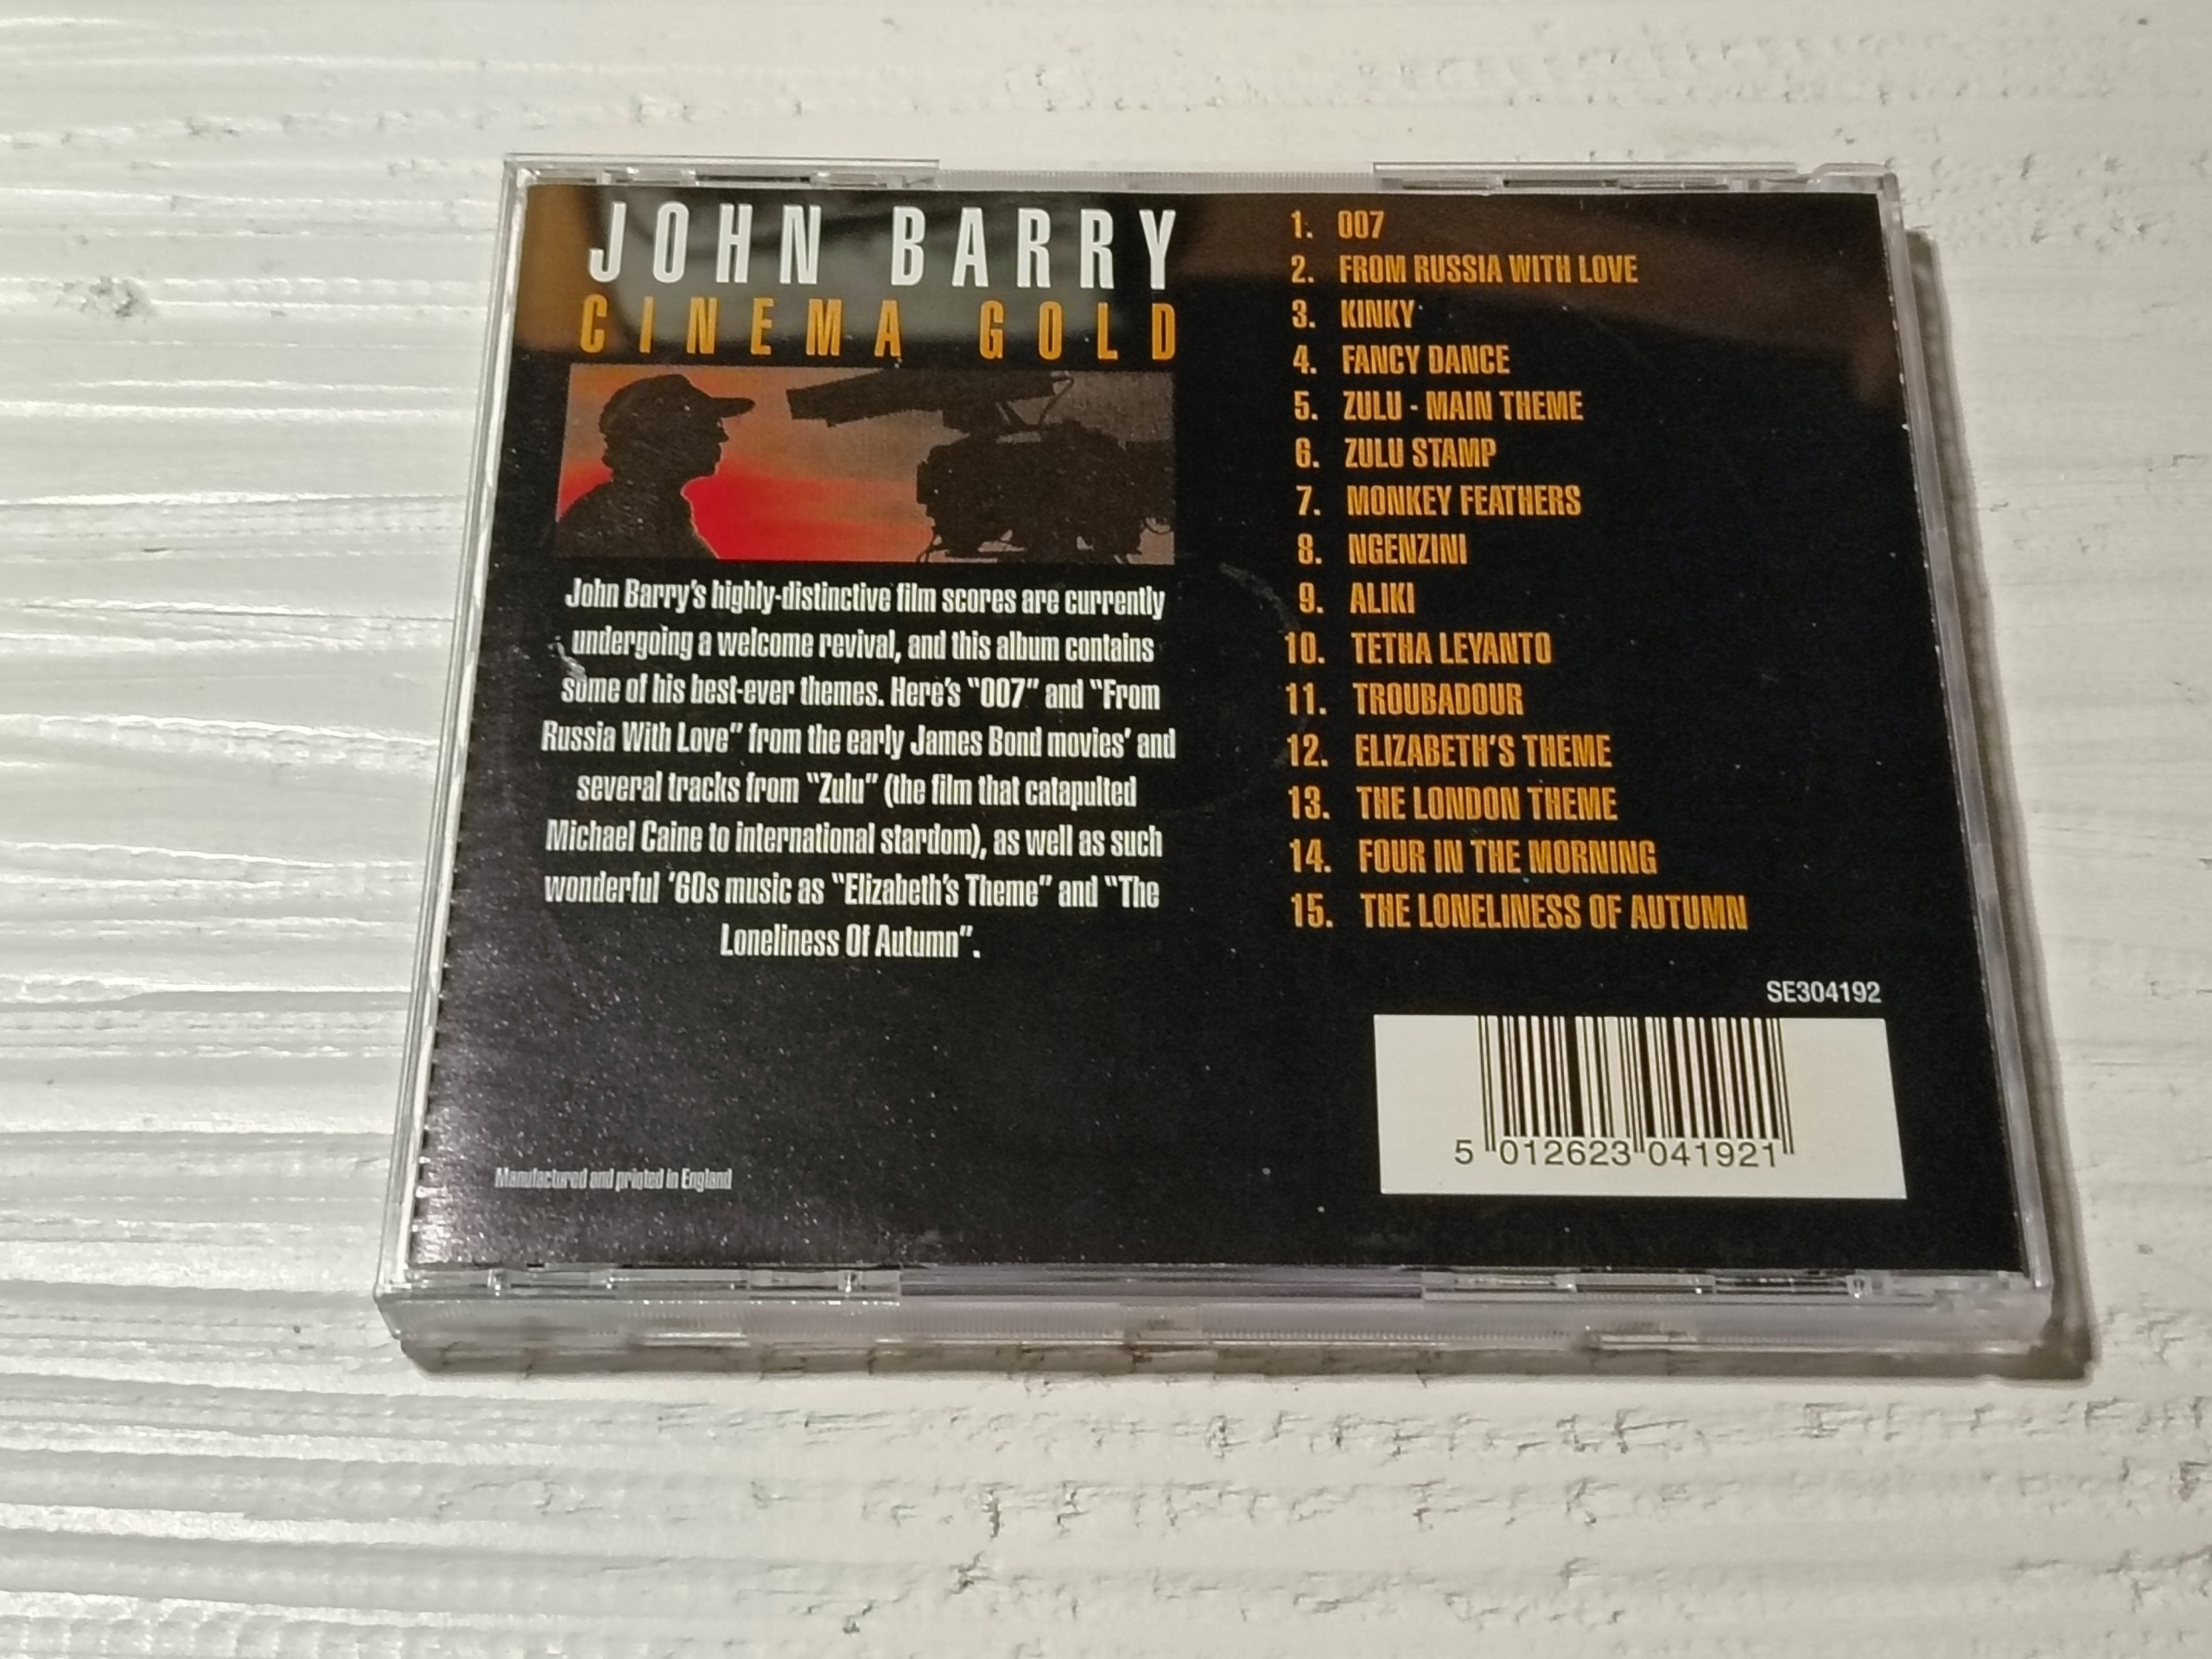 JOHN BARRY
CINEMA GOLD
John Barry's highly-distinctive film scores are currently
undergoing a welcome revival, and this album contains
some of his best-ever themes. Here's "007" and "From
Russia With Love" from the early James Bond movies' and
several tracks from "Zulu" (the film that catapulted
Michael Caine to international stardom), as well as such
wonderful '60s music as "Elizabeth's Theme" and "The
Loneliness Of Autumn".
Manufactured and printed in England
1. 007
2. FROM RUSSIA WITH LOVE
3. KINKY
4. FANCY DANCE
5. ZULU - MAIN THEME
6. ZULU STAMP
7. MONKEY FEATHERS
8. NGENZINI
9. ALIKI
10. TETHA LEYANTO
11. TROUBADOUR
12. ELIZABETH'S THEME
13. THE LONDON THEME
14. FOUR IN THE MORNING
15. THE LONELINESS OF AUTUMN
SE304192
5 012623 041921